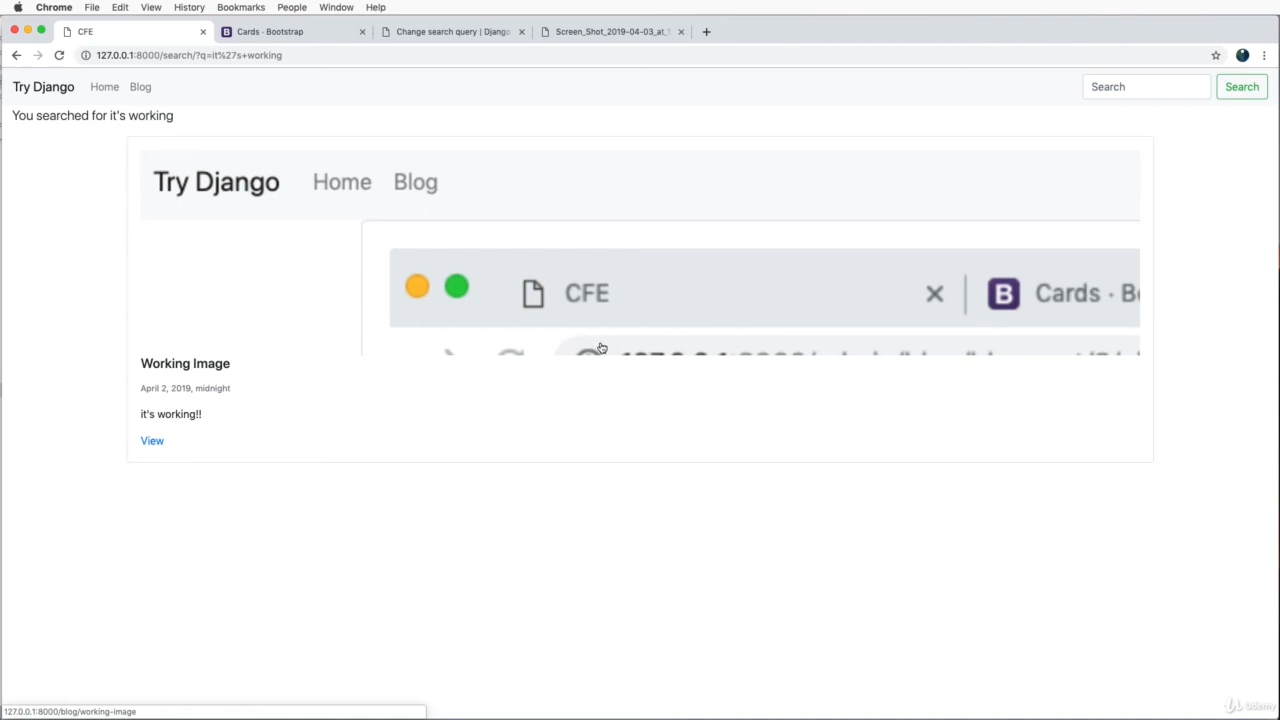 Chrome File Edit View History Bookmarks People Window Help
CFE Cards · Bootstrap Change search query | Django Screen_Shot_2019-04-03_at_
127.0.0.1:8000/search/?q=it%27s+working
Try Django Home Blog Search Search
You searched for it's working
Try Django Home Blog
CFE Cards · B
Working Image
April 2, 2019, midnight
it's working!!
View
127.0.0.1:8000/blog/working-image
Udemy